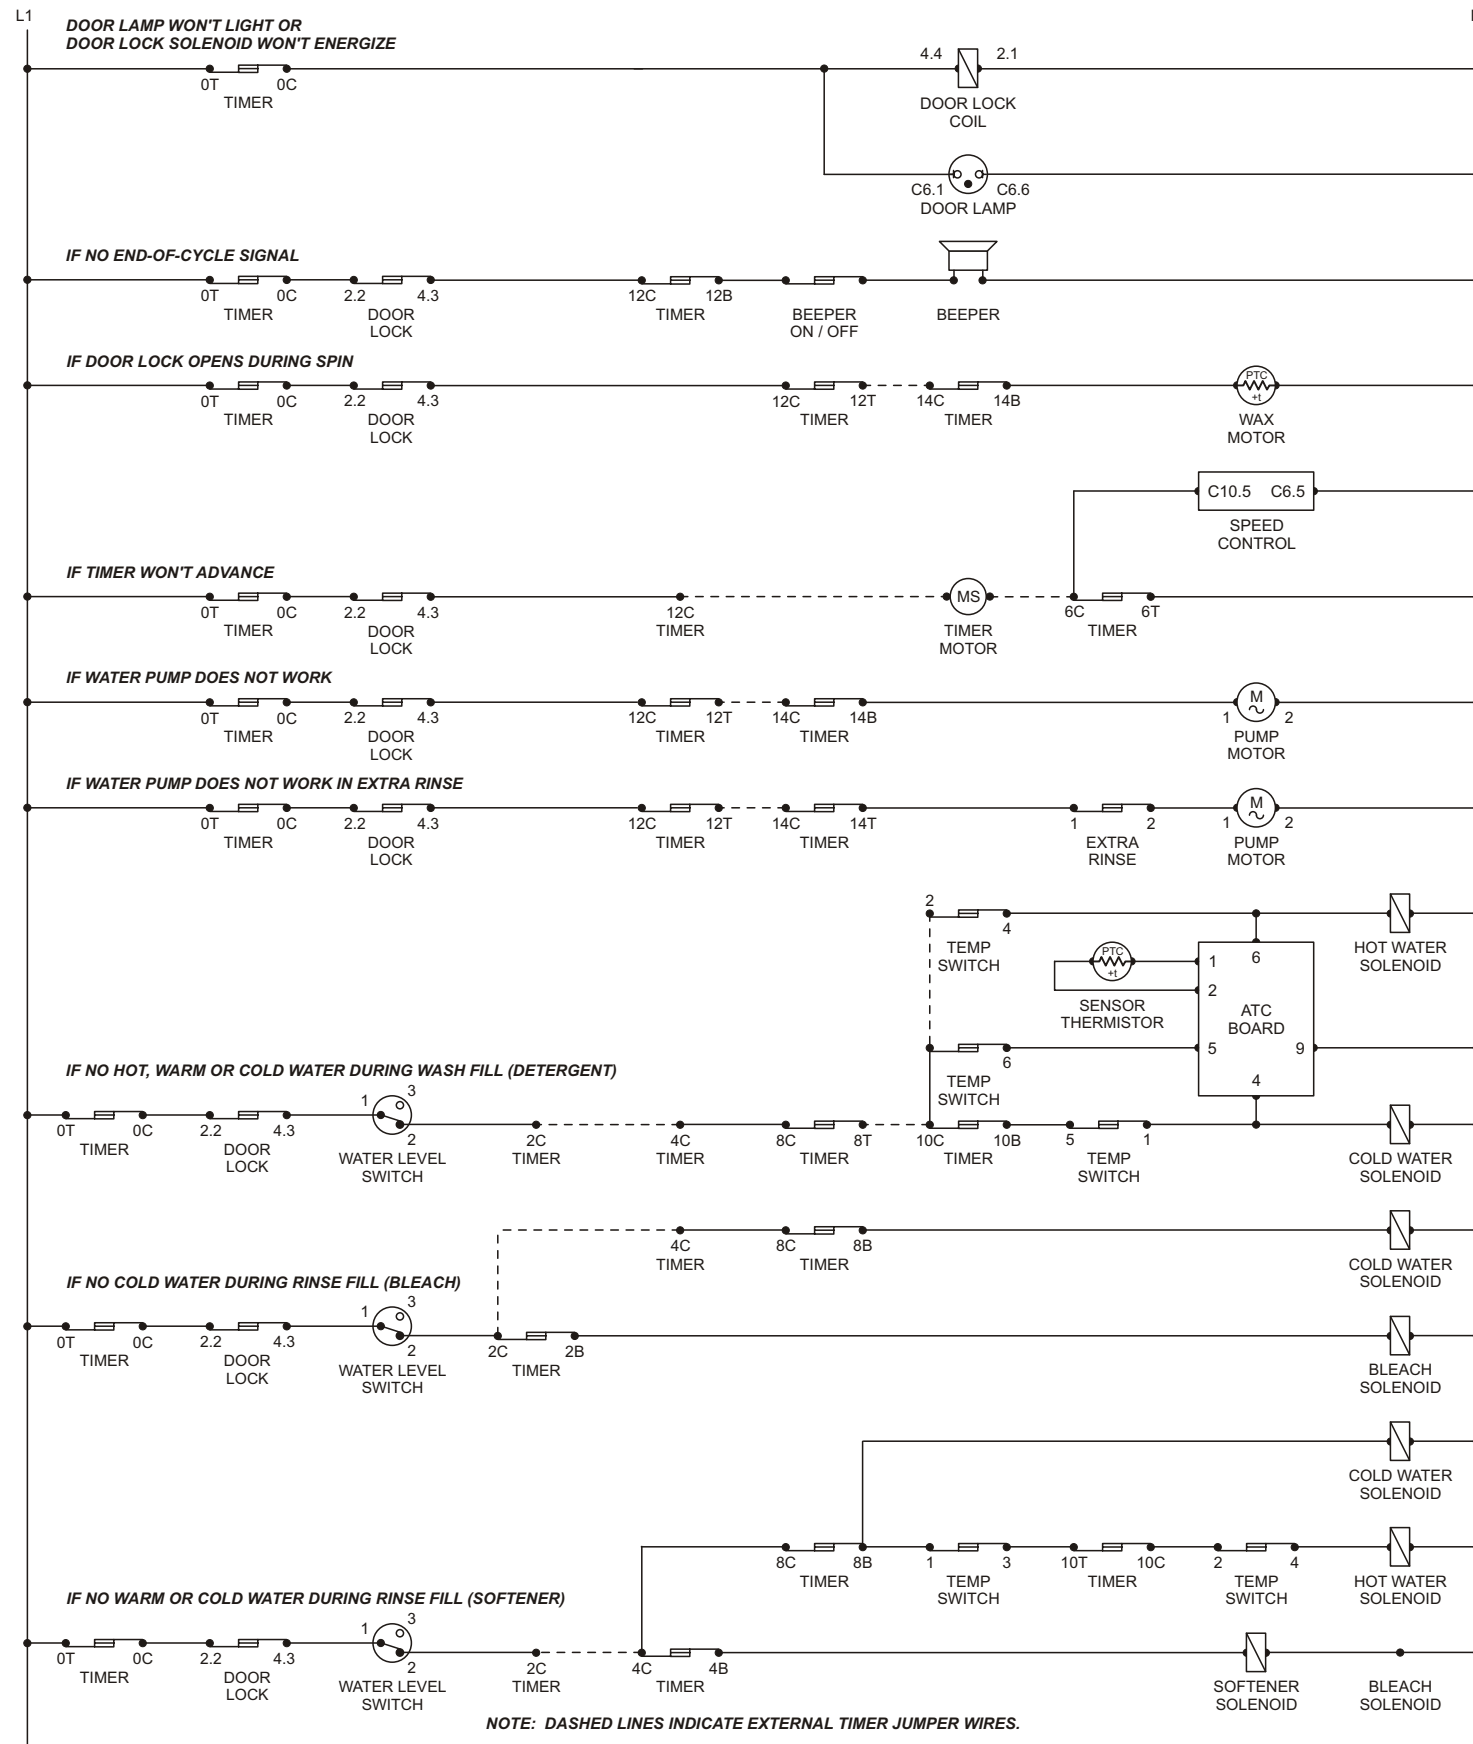 L1
DOOR LAMP WON'T LIGHT OR
DOOR LOCK SOLENOID WON'T ENERGIZE
0T 0C
TIMER
4.4 2.1
DOOR LOCK
COIL
C6.1 C6.6
DOOR LAMP
IF NO END-OF-CYCLE SIGNAL
0T 0C 2.2 4.3 12C 12B
TIMER DOOR TIMER BEEPER BEEPER
LOCK ON / OFF
IF DOOR LOCK OPENS DURING SPIN
PTC
+t
0T 0C 2.2 4.3 12C 12T 14C 14B
TIMER DOOR TIMER TIMER WAX
LOCK MOTOR
C10.5 C6.5
SPEED
CONTROL
IF TIMER WON'T ADVANCE
MS
0T 0C 2.2 4.3 12C 6C 6T
TIMER DOOR TIMER TIMER TIMER
LOCK MOTOR
IF WATER PUMP DOES NOT WORK
M
0T 0C 2.2 4.3 12C 12T 14C 14B 1 2
TIMER DOOR TIMER TIMER PUMP
LOCK MOTOR
IF WATER PUMP DOES NOT WORK IN EXTRA RINSE
M
0T 0C 2.2 4.3 12C 12T 14C 14T 1 2 1 2
TIMER DOOR TIMER TIMER EXTRA PUMP
LOCK RINSE MOTOR
2 4
TEMP HOT WATER
SWITCH SOLENOID
PTC
+t
1 6
2
SENSOR ATC
THERMISTOR BOARD
6 5 9
TEMP 4
SWITCH
IF NO HOT, WARM OR COLD WATER DURING WASH FILL (DETERGENT)
1 3
0T 0C 2.2 4.3 2 2C 4C 8C 8T 10C 10B 5 1
TIMER DOOR WATER LEVEL TIMER TIMER TIMER TIMER TEMP COLD WATER
LOCK SWITCH SWITCH SOLENOID
4C 8C 8B
TIMER TIMER COLD WATER
SOLENOID
IF NO COLD WATER DURING RINSE FILL (BLEACH)
1 3
0T 0C 2.2 4.3 2 2C 2B
TIMER DOOR WATER LEVEL TIMER BLEACH
LOCK SWITCH SOLENOID
COLD WATER
SOLENOID
8C 8B 1 3 10T 10C 2 4
TIMER TEMP TIMER TEMP HOT WATER
SWITCH SWITCH SOLENOID
IF NO WARM OR COLD WATER DURING RINSE FILL (SOFTENER)
1 3
0T 0C 2.2 4.3 2 2C 4C 4B
TIMER DOOR WATER LEVEL TIMER TIMER SOFTENER BLEACH
LOCK SWITCH SOLENOID SOLENOID
NOTE: DASHED LINES INDICATE EXTERNAL TIMER JUMPER WIRES.